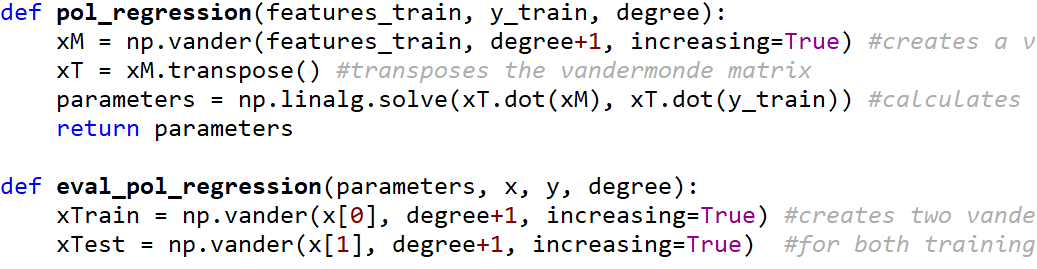 def pol_regression(features_train, y_train, degree):
    xM = np.vander(features_train, degree+1, increasing=True) #creates a v
    xT = xM.transpose() #transposes the vandermonde matrix
    parameters = np.linalg.solve(xT.dot(xM), xT.dot(y_train)) #calculates
    return parameters

def eval_pol_regression(parameters, x, y, degree):
    xTrain = np.vander(x[0], degree+1, increasing=True) #creates two vande
    xTest = np.vander(x[1], degree+1, increasing=True)  #for both training